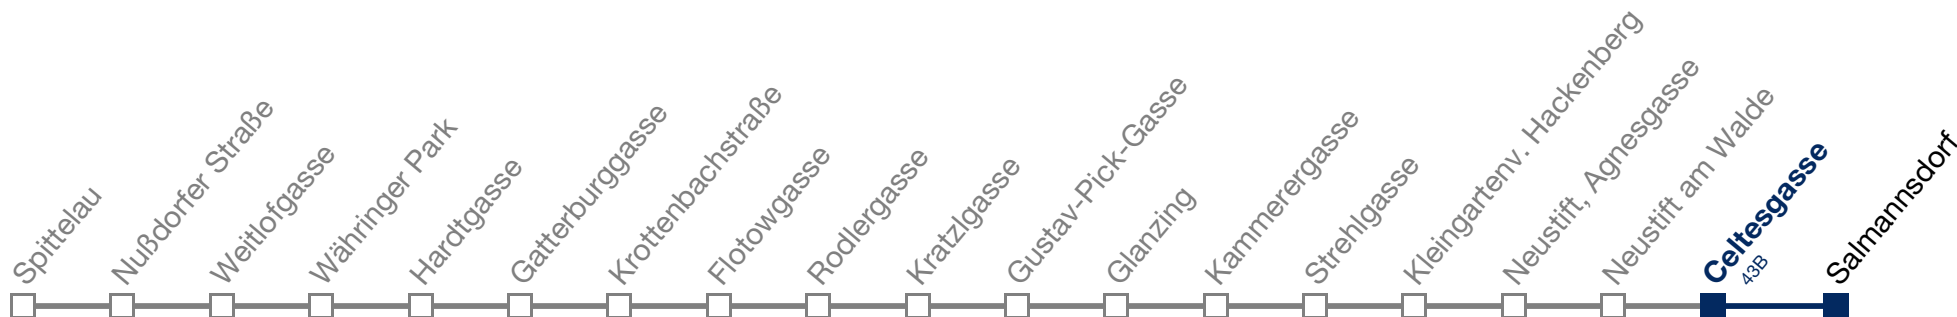 Spittelau
Nußdorfer Straße
Weitlofgasse
Währinger Park
Hardtgasse
Gatterburggasse
Krottenbachstraße
Flotowgasse
Rodlergasse
Kratzlgasse
Gustav-Pick-Gasse
Glanzing
Kammerergasse
Strehlgasse
Kleingartenv. Hackenberg
Neustift, Agnesgasse
Neustift am Walde
Celtesgasse
43B
Salmannsdorf